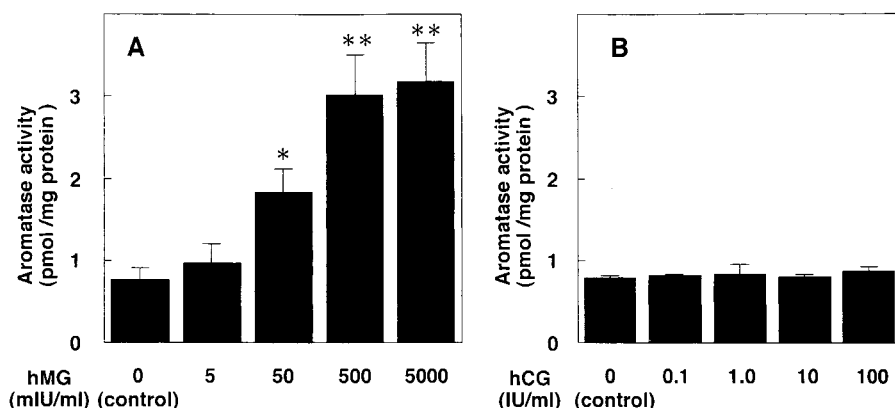 A
Aromatase activity
(pmol /mg protein )
3
2
1
0
*
**
**
hMG 0 5 50 500 5000
(mIU/ml) (control)
B
Aromatase activity
(pmol /mg protein )
3
2
1
0
hCG 0 0.1 1.0 10 100
(IU/ml) (control)